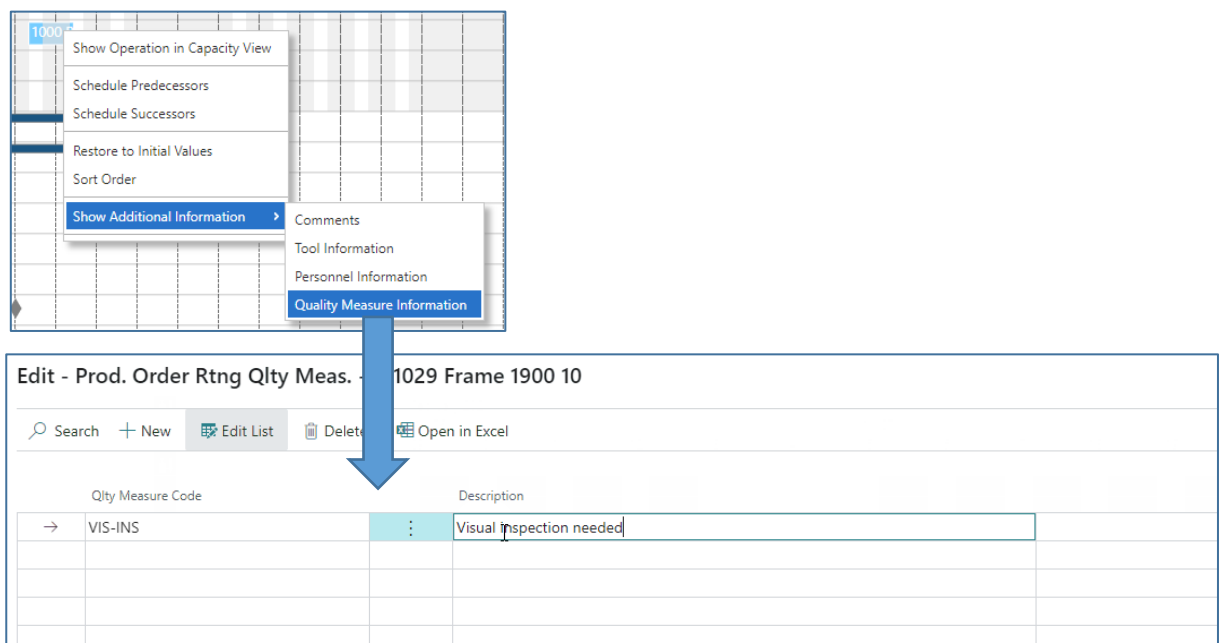 1000
Show Operation in Capacity View
Schedule Predecessors
Schedule Successors
Restore to Initial Values
Sort Order
Show Additional Information
Comments
Tool Information
Personnel Information
Quality Measure Information
Edit - Prod. Order Rtng Qlty Meas. - 1029 Frame 1900 10
Search New Edit List Delete Open in Excel
Qlty Measure Code Description
VIS-INS Visual inspection needed